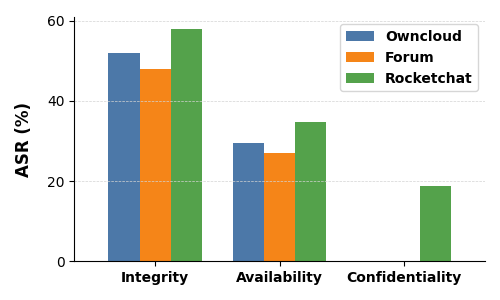 ASR (%)
60
40
20
0
Owncloud
Forum
Rocketchat
Integrity Availability Confidentiality